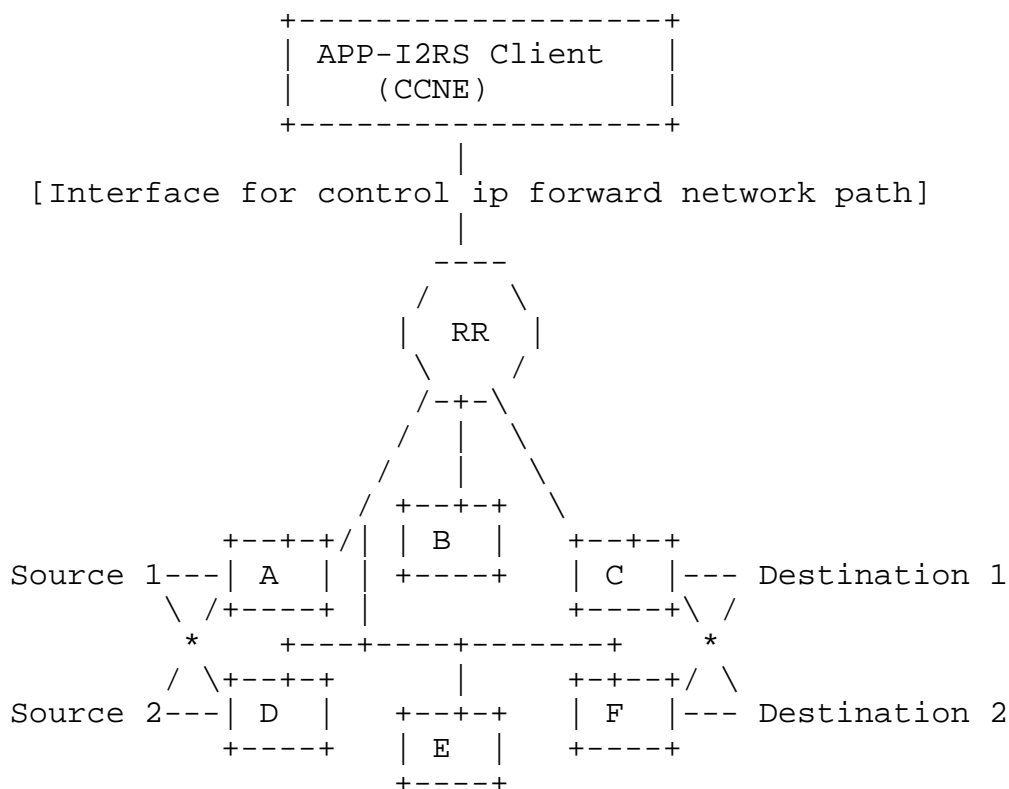 APP-I2RS Client
(CCNE)
[Interface for control ip forward network path]
RR
B
Source 1 A C Destination 1
* *
Source 2 D F Destination 2
E